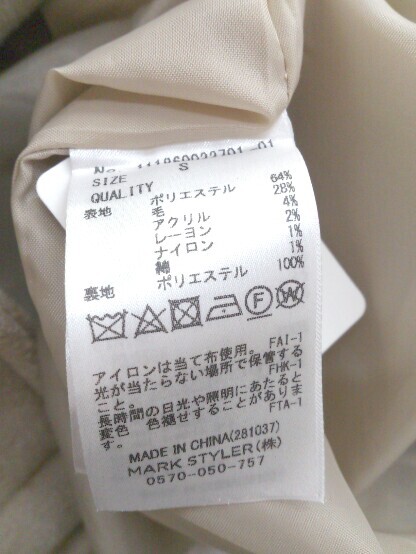 SIZE S
QUALITY
表地 ポリエステル 64%
毛 28%
アクリル 4%
レーヨン 2%
ナイロン 1%
綿 1%
裏地 ポリエステル 100%
アイロンは当て布使用。 FAI-1
光が当たらない場所で保管する
こと。 FHK-1
長時間の日光や照明にあたると
変色 色褪せすることがありま
す。 FTA-1
MADE IN CHINA(281037)
MARK STYLER(株)
0570-050-757